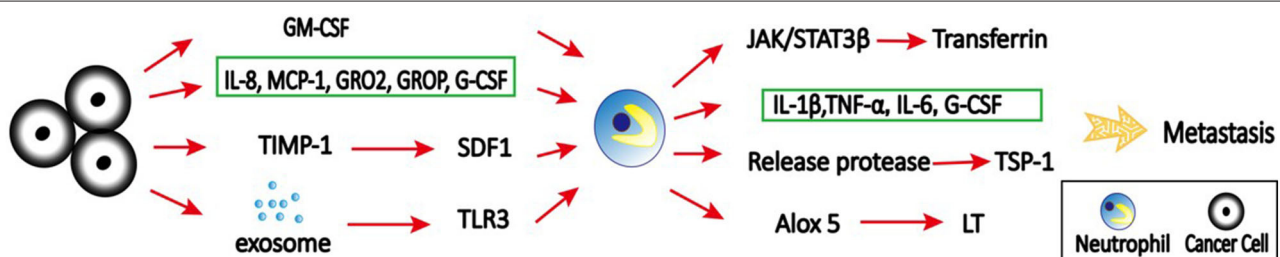 GM-CSF
IL-8, MCP-1, GRO2, GROP, G-CSF
TIMP-1
SDF1
exosome
TLR3
JAK/STAT3β
Transferrin
IL-1β,TNF-α, IL-6, G-CSF
Release protease
TSP-1
Alox 5
LT
Metastasis
Neutrophil
Cancer Cell